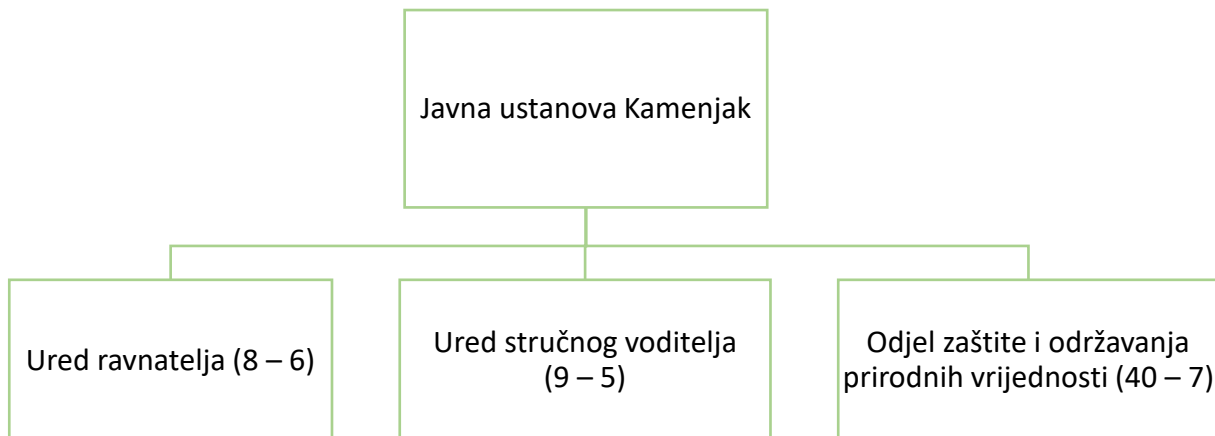 Javna ustanova Kamenjak
Ured ravnatelja (8 – 6)
Ured stručnog voditelja
(9 – 5)
Odjel zaštite i održavanja
prirodnih vrijednosti (40 – 7)